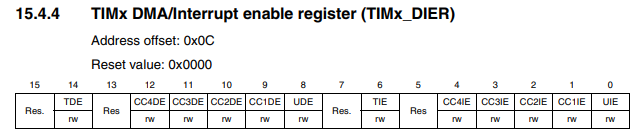 15.4.4 TIMx DMA/Interrupt enable register (TIMx_DIER)
Address offset: 0x0C
Reset value: 0x0000
15 14 13 12 11 10 9 8 7 6 5 4 3 2 1 0
Res. TDE Res CC4DE CC3DE CC2DE CC1DE UDE Res. TIE Res CC4IE CC3IE CC2IE CC1IE UIE
rw rw rw rw rw rw rw rw rw rw rw rw